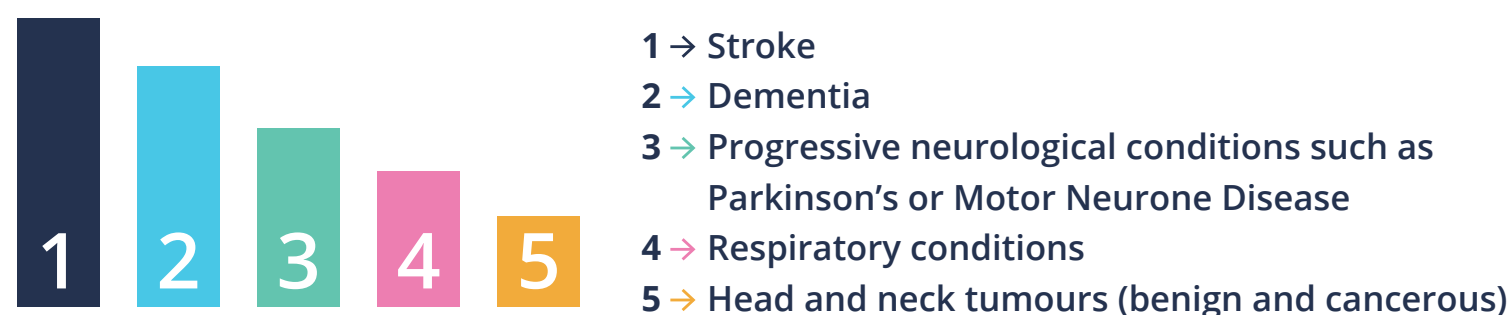 1 2 3 4 5
1 → Stroke
2 → Dementia
3 → Progressive neurological conditions such as
Parkinson’s or Motor Neurone Disease
4 → Respiratory conditions
5 → Head and neck tumours (benign and cancerous)